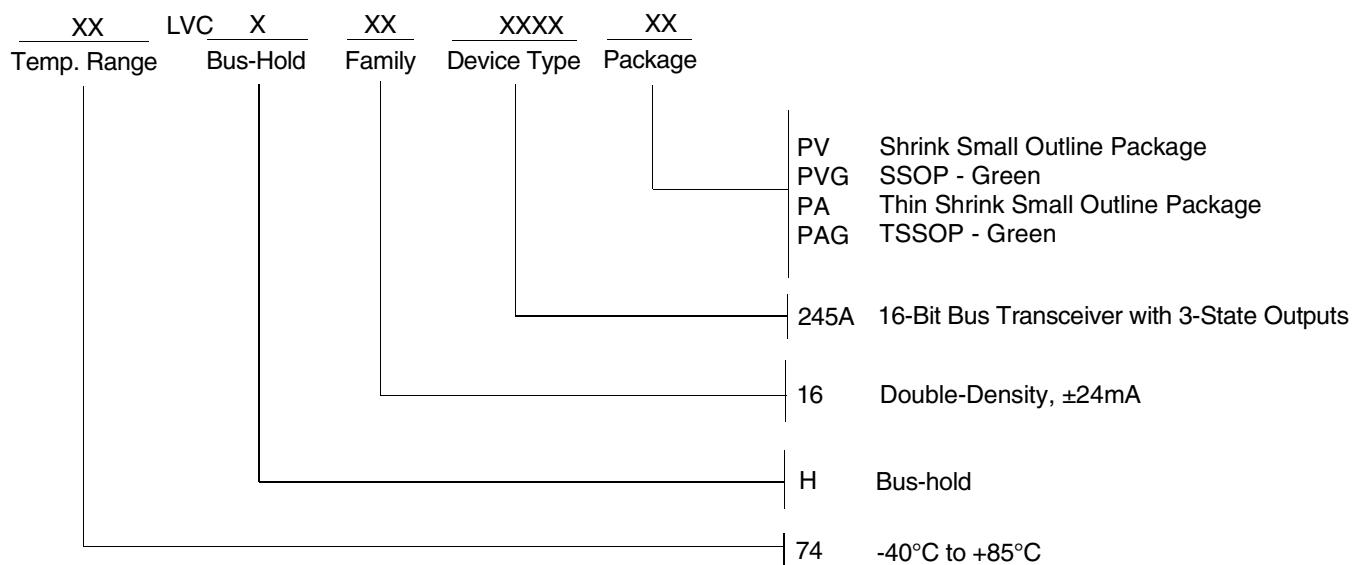 XX LVC X XX XXXX XX
Temp. Range Bus-Hold Family Device Type Package
PV Shrink Small Outline Package
PVG SSOP - Green
PA Thin Shrink Small Outline Package
PAG TSSOP - Green
245A 16-Bit Bus Transceiver with 3-State Outputs
16 Double-Density, ±24mA
H Bus-hold
74 -40°C to +85°C